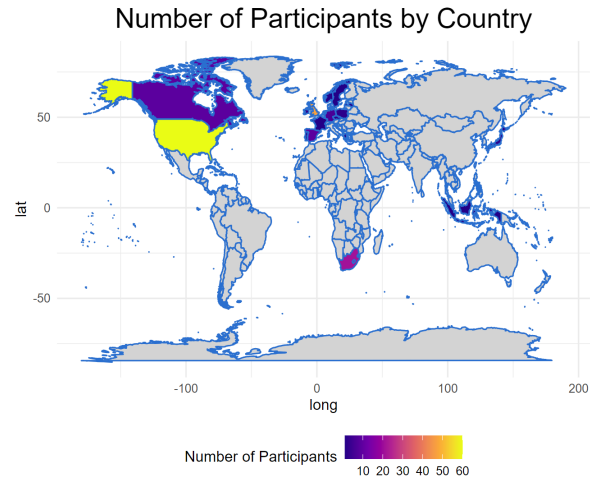 Number of Participants by Country
lat
50
0
-50
-100 0 100 200
long
Number of Participants
10 20 30 40 50 60